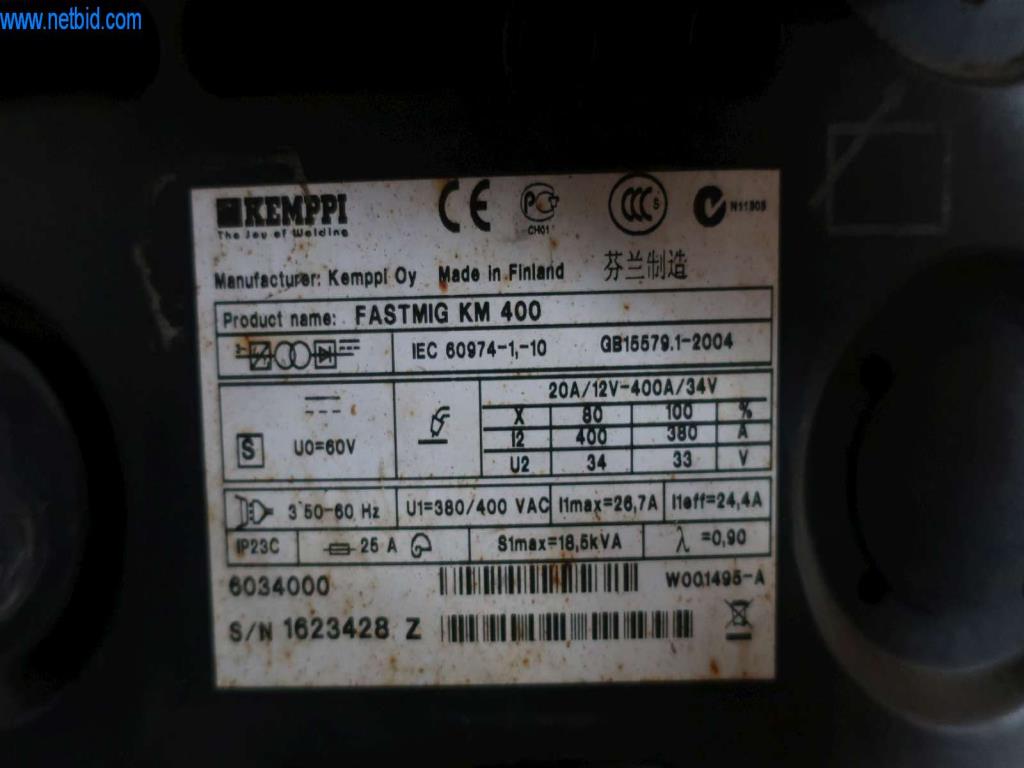 www.netbid.com
KEMPPI
The Joy of Welding
CE PC CCC S N11305
CH01
Manufacturer: Kemppi Oy Made in Finland 芬兰制造
Product name: FASTMIG KM 400
IEC 60974-1,-10 GB15579.1-2004
20A/12V-400A/34V
X 80 100 %
S U0=60V I2 400 380 A
U2 34 33 V
3~50-60 Hz U1=380/400 VAC I1max=26,7A I1eff=24,4A
IP23C 25 A S1max=18,5kVA λ =0,90
6034000 W001495-A
S/N 1623428 Z